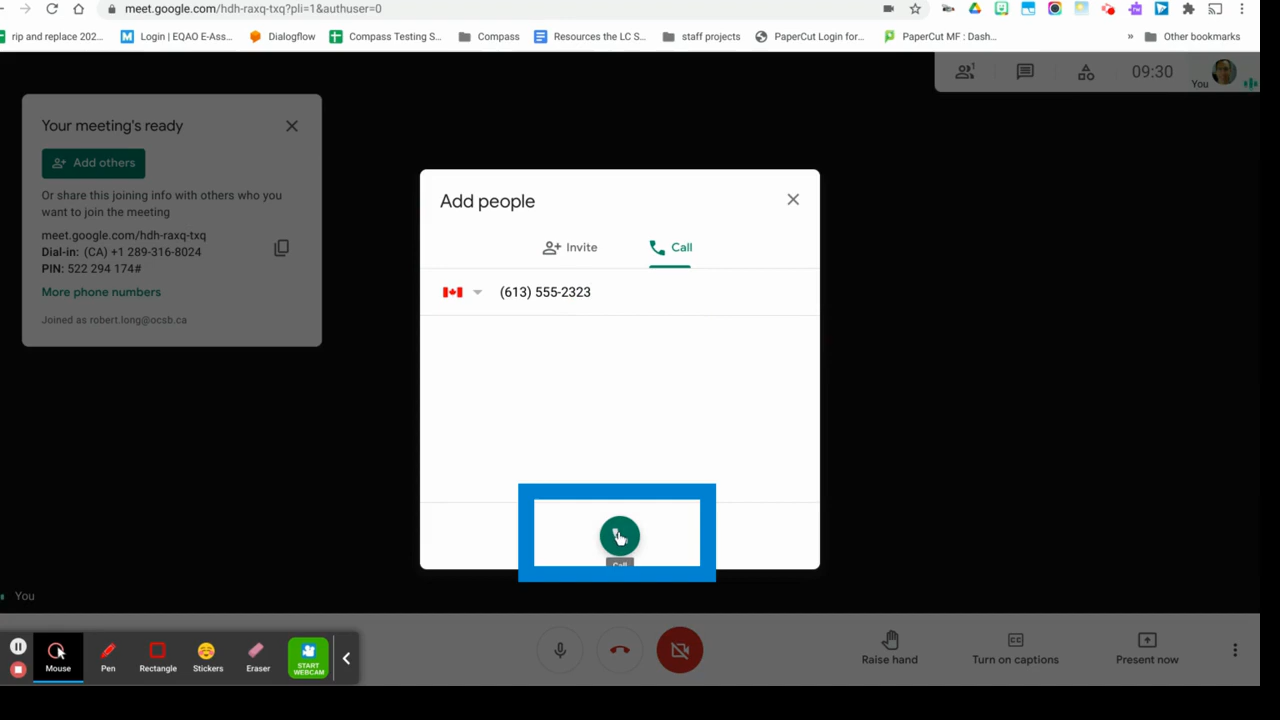 meet.google.com/hdh-raxq-txq?pli=1&authuser=0
rip and replace 202... Login | EQAO E-Ass... Dialogflow Compass Testing S... Compass Resources the LC S... staff projects PaperCut Login for... PaperCut MF : Dash... » Other bookmarks
1 09:30 You
Your meeting's ready
Add others
Or share this joining info with others who you
want to join the meeting
meet.google.com/hdh-raxq-txq
Dial-in: (CA) +1 289-316-8024
PIN: 522 294 174#
More phone numbers
Joined as robert.long@ocsb.ca
Add people
Invite Call
(613) 555-2323
Call
You
Mouse Pen Rectangle Stickers Eraser START
WEBCAM
Raise hand CC Turn on captions Present now